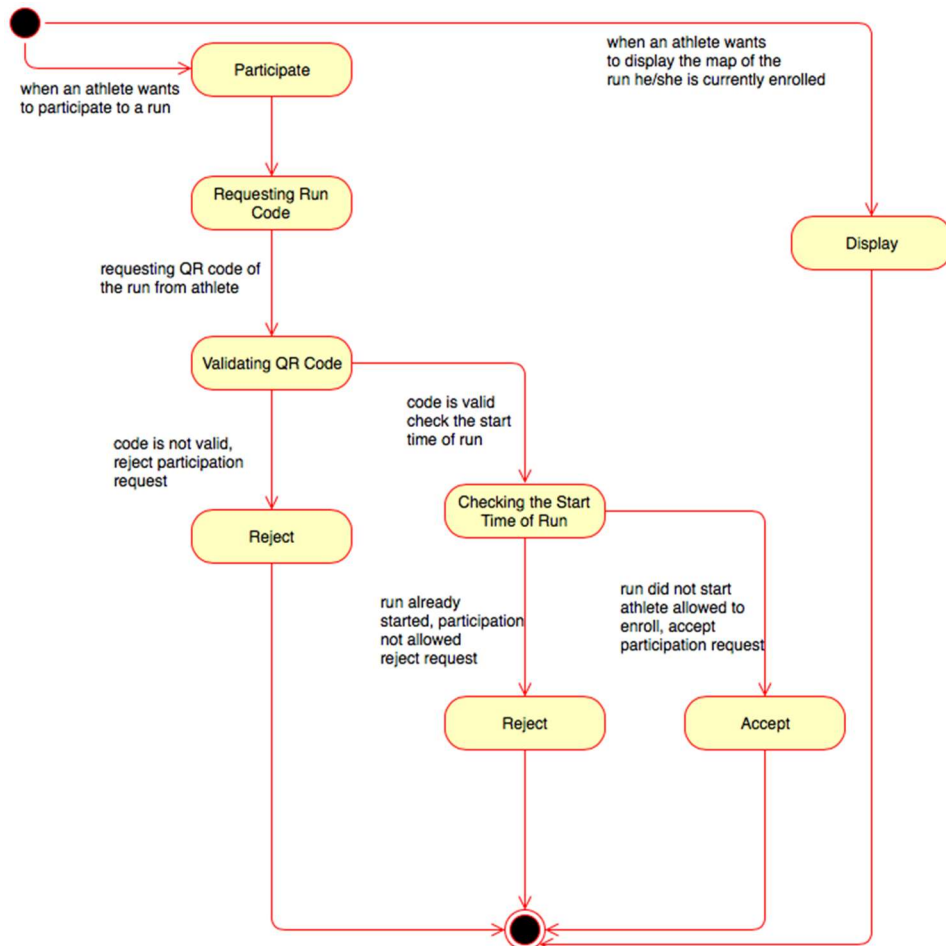 Participate
when an athlete wants
to participate to a run
when an athlete wants
to display the map of the
run he/she is currently enrolled
Requesting Run
Code
Display
requesting QR code of
the run from athlete
Validating QR Code
code is valid
check the start
time of run
code is not valid,
reject participation
request
Checking the Start
Time of Run
Reject
run already
started, participation
not allowed
reject request
run did not start
athlete allowed to
enroll, accept
participation request
Reject
Accept